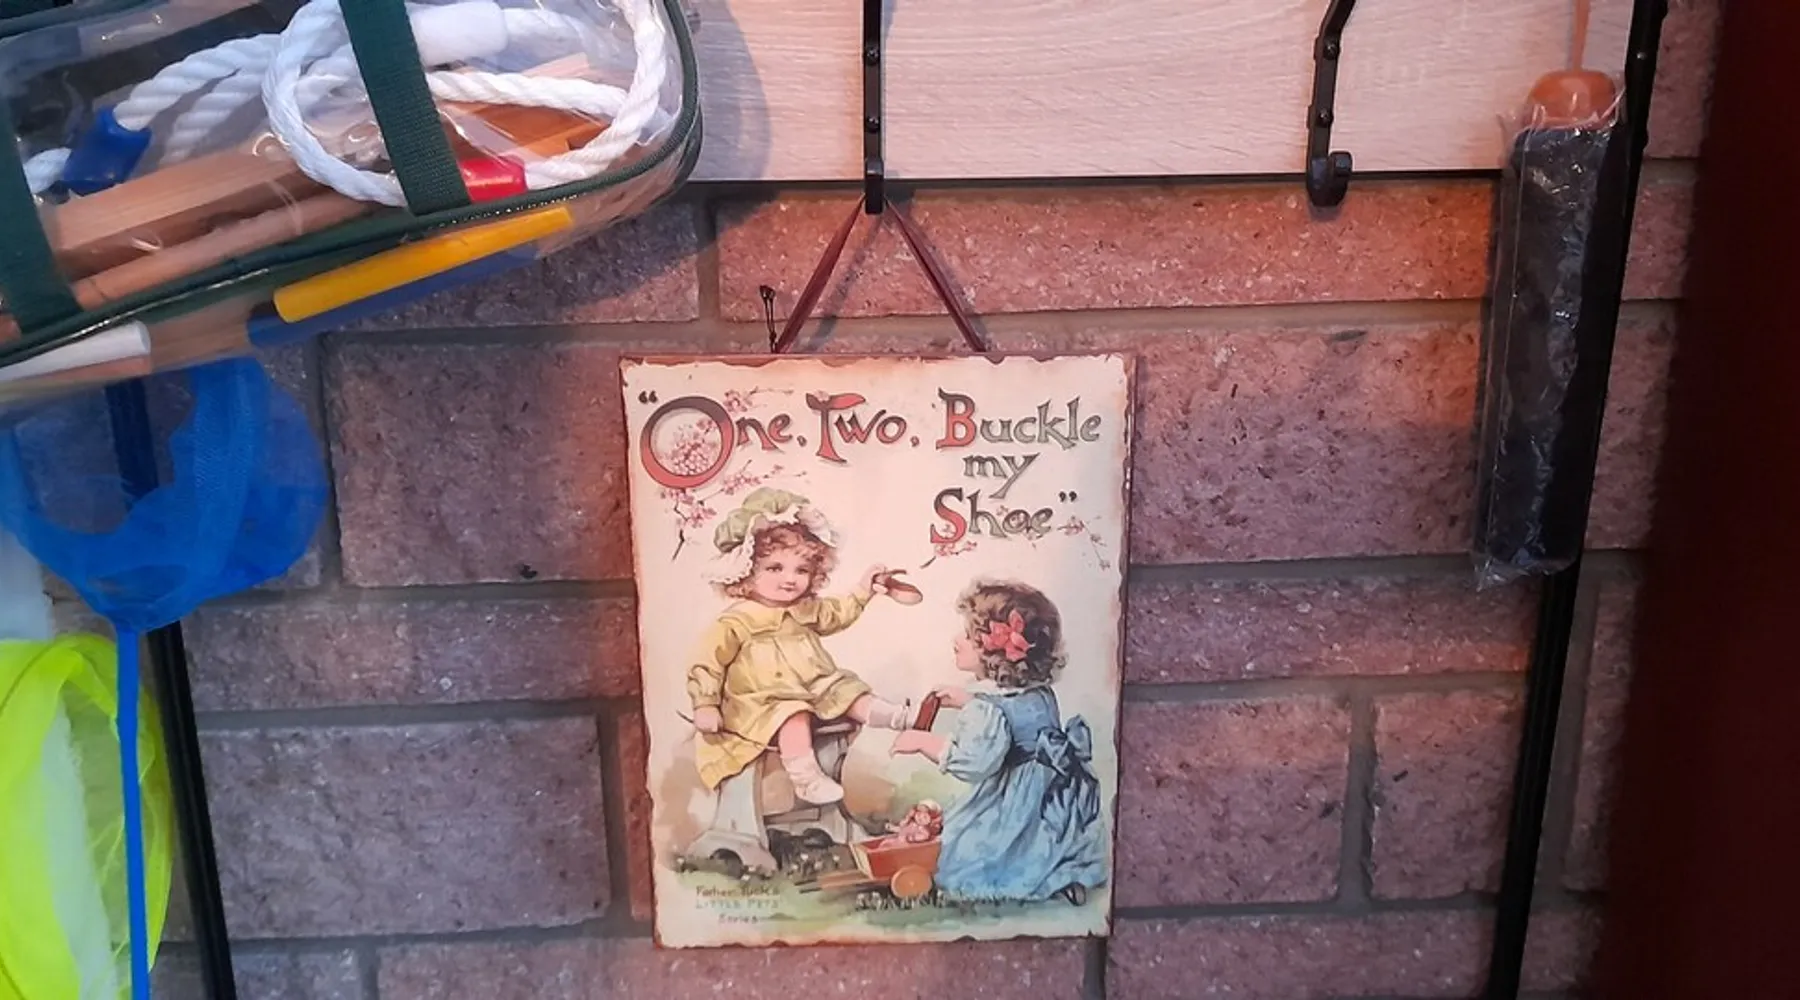 "One, Two, Buckle
my
Shoe"
Father Tuck's
LITTLE PETS
Series